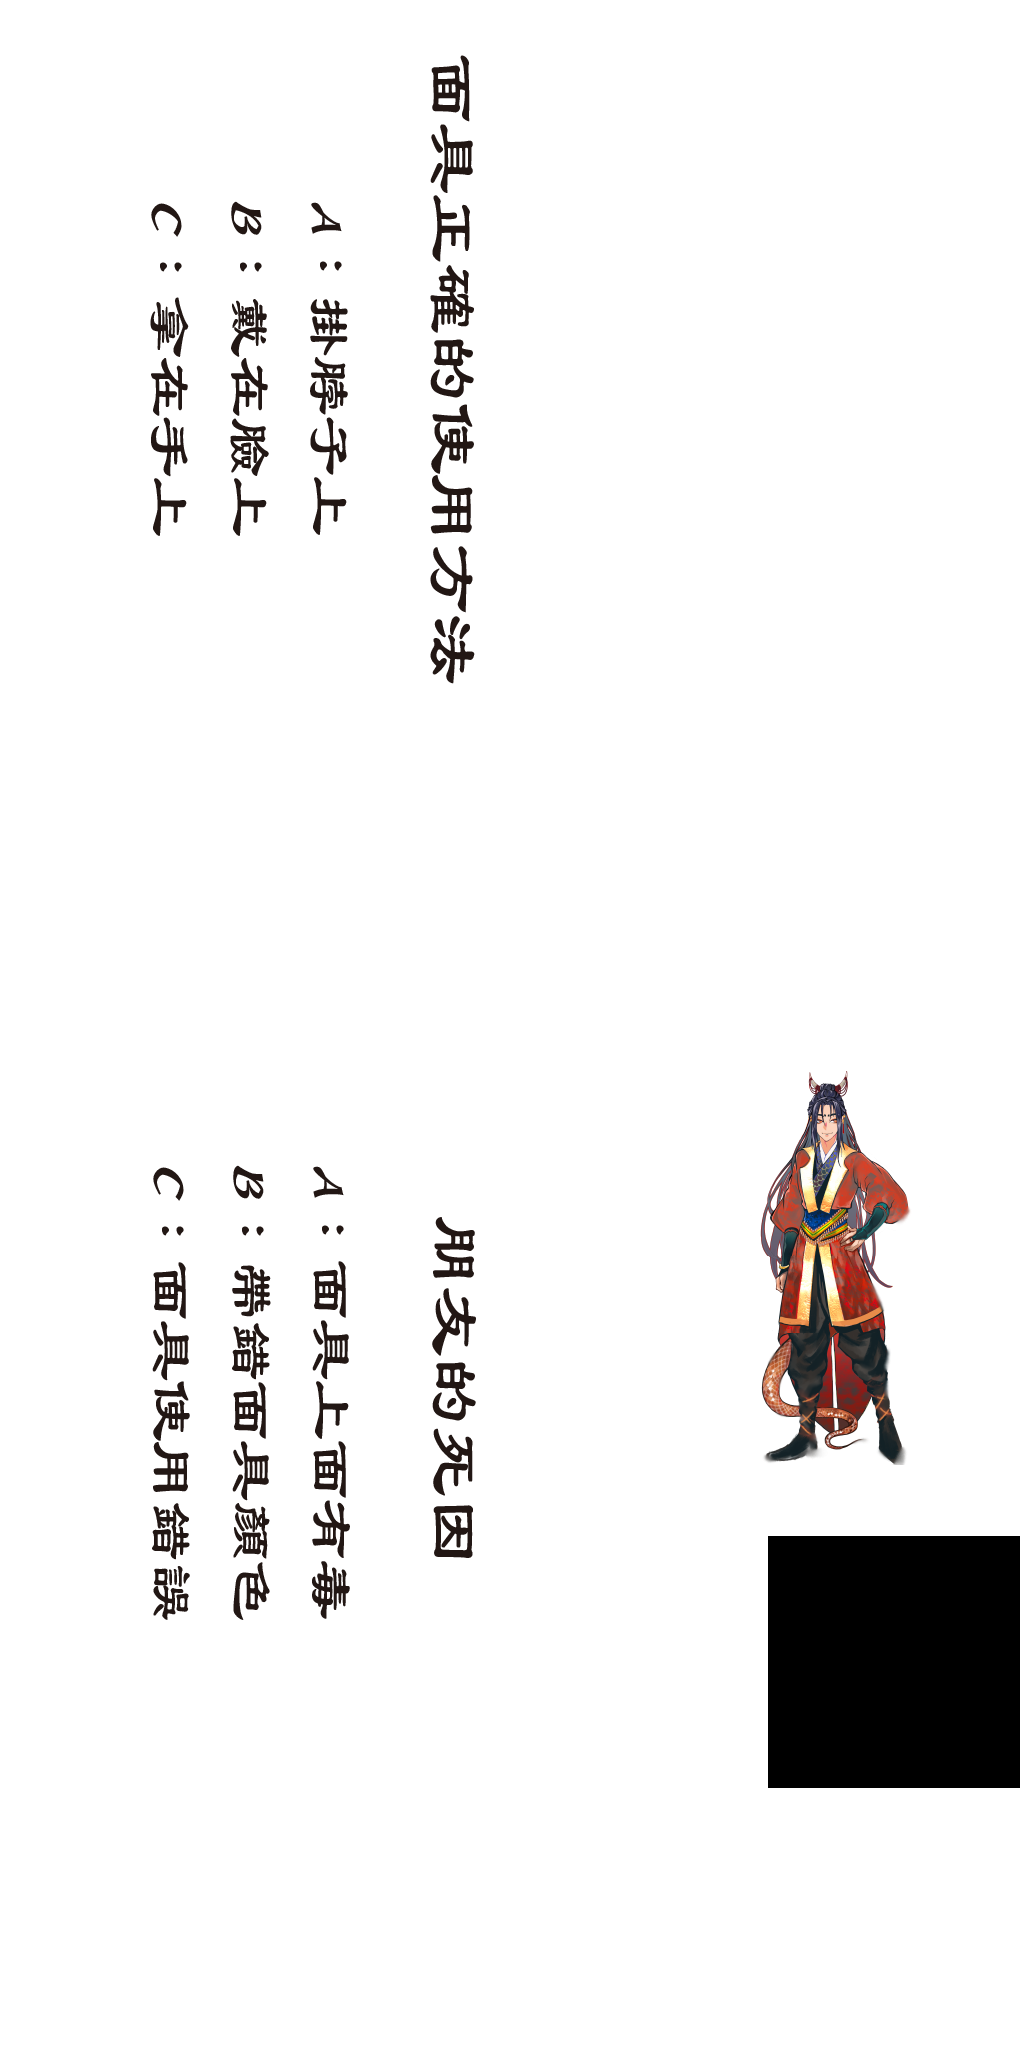 面具正確的使用方法
A：掛脖子上
B：戴在臉上
C：拿在手上
朋友的死因
A：面具上面有毒
B：帶錯面具顏色
C：面具使用錯誤